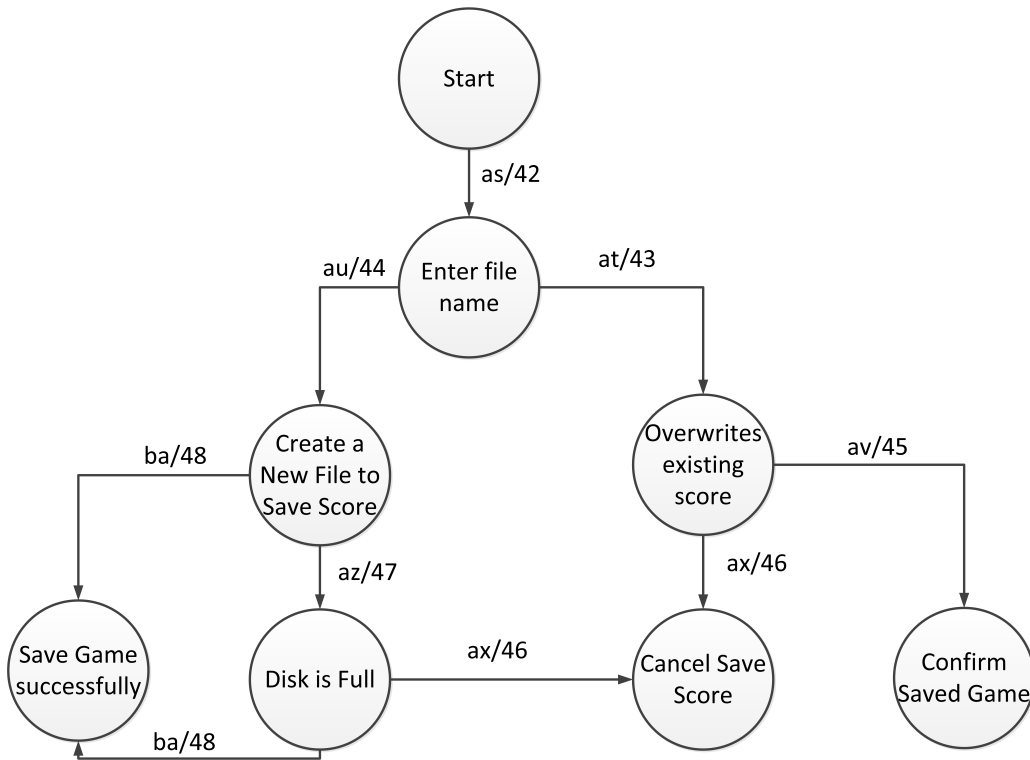 Start
as/42
Enter file
name
au/44
at/43
Create a
New File to
Save Score
Overwrites
existing
score
ba/48
av/45
az/47
ax/46
Save Game
successfully
Disk is Full
ax/46
Cancel Save
Score
Confirm
Saved Game
ba/48